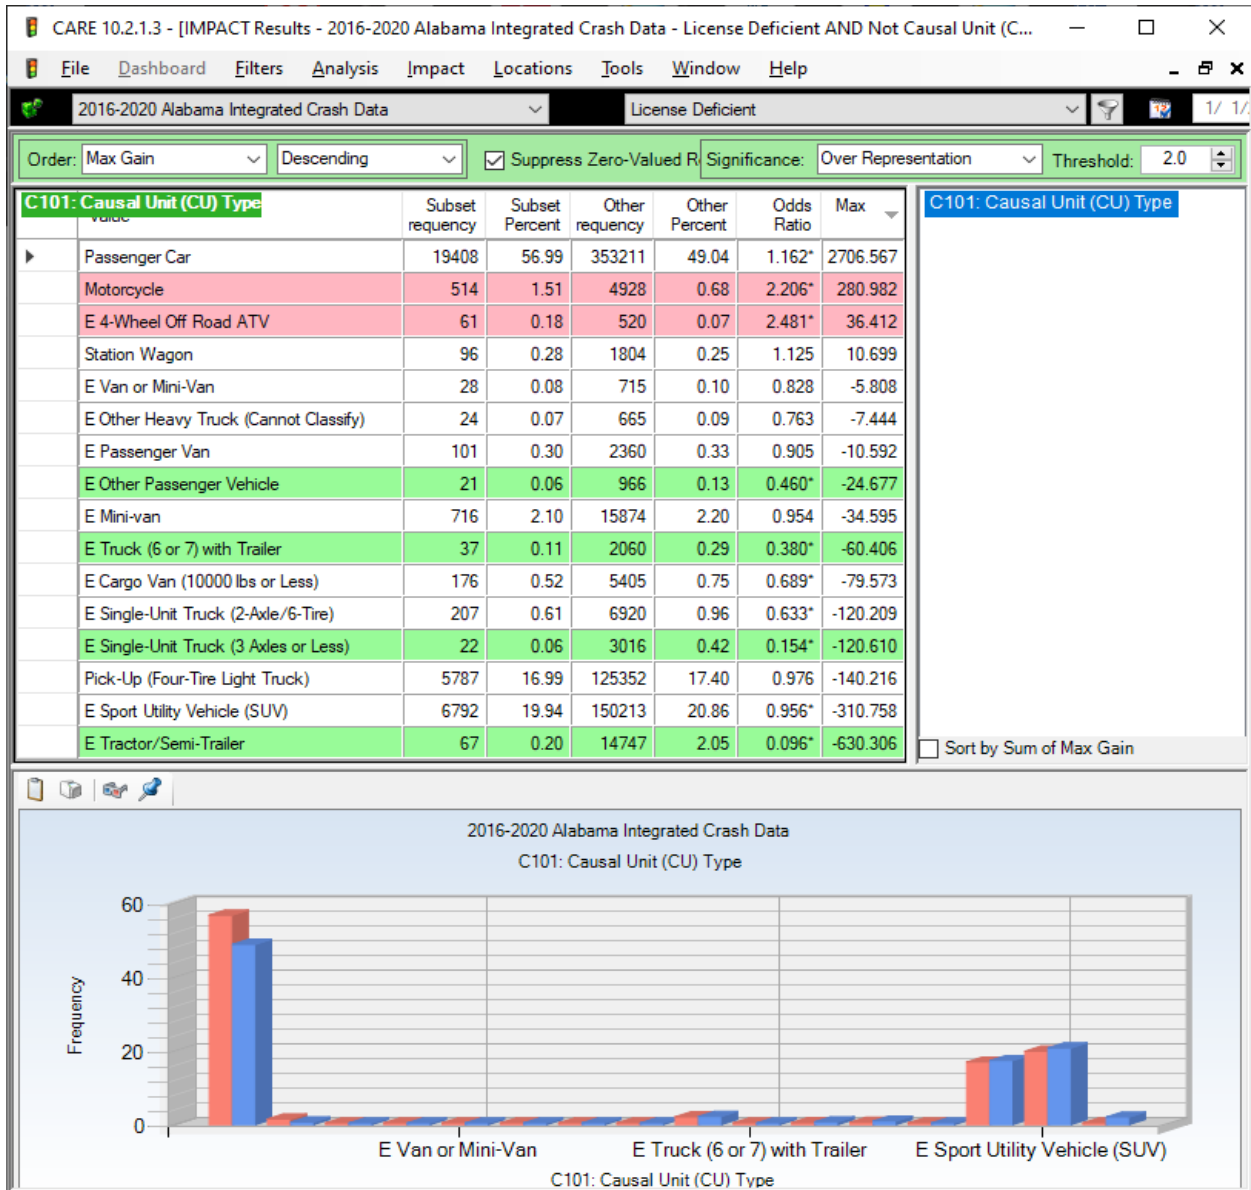 CARE 10.2.1.3 - [IMPACT Results - 2016-2020 Alabama Integrated Crash Data - License Deficient AND Not Causal Unit (C...
File Dashboard Filters Analysis Impact Locations Tools Window Help
2016-2020 Alabama Integrated Crash Data License Deficient 1/ 1/
Order: Max Gain Descending Suppress Zero-Valued R Significance: Over Representation Threshold: 2.0
C101: Causal Unit (CU) Type Subset requency Subset Percent Other requency Other Percent Odds Ratio Max
Passenger Car 19408 56.99 353211 49.04 1.162* 2706.567
Motorcycle 514 1.51 4928 0.68 2.206* 280.982
E 4-Wheel Off Road ATV 61 0.18 520 0.07 2.481* 36.412
Station Wagon 96 0.28 1804 0.25 1.125 10.699
E Van or Mini-Van 28 0.08 715 0.10 0.828 -5.808
E Other Heavy Truck (Cannot Classify) 24 0.07 665 0.09 0.763 -7.444
E Passenger Van 101 0.30 2360 0.33 0.905 -10.592
E Other Passenger Vehicle 21 0.06 966 0.13 0.460* -24.677
E Mini-van 716 2.10 15874 2.20 0.954 -34.595
E Truck (6 or 7) with Trailer 37 0.11 2060 0.29 0.380* -60.406
E Cargo Van (10000 lbs or Less) 176 0.52 5405 0.75 0.689* -79.573
E Single-Unit Truck (2-Axle/6-Tire) 207 0.61 6920 0.96 0.633* -120.209
E Single-Unit Truck (3 Axles or Less) 22 0.06 3016 0.42 0.154* -120.610
Pick-Up (Four-Tire Light Truck) 5787 16.99 125352 17.40 0.976 -140.216
E Sport Utility Vehicle (SUV) 6792 19.94 150213 20.86 0.956* -310.758
E Tractor/Semi-Trailer 67 0.20 14747 2.05 0.096* -630.306
C101: Causal Unit (CU) Type
Sort by Sum of Max Gain
2016-2020 Alabama Integrated Crash Data
C101: Causal Unit (CU) Type
Frequency
60
40
20
0
E Van or Mini-Van E Truck (6 or 7) with Trailer E Sport Utility Vehicle (SUV)
C101: Causal Unit (CU) Type